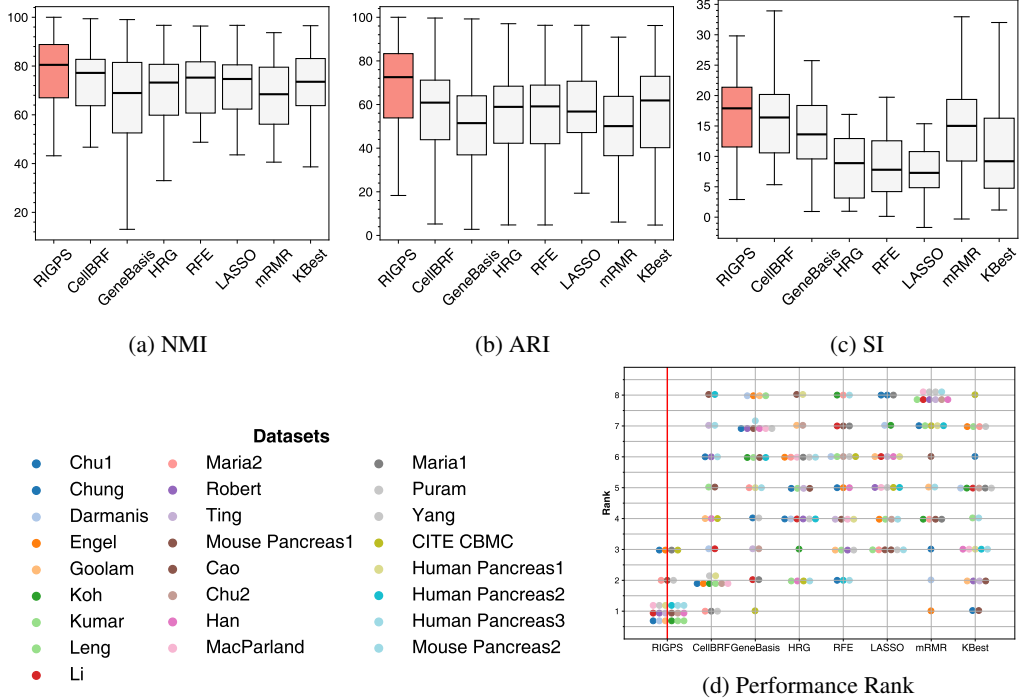 100
80
60
40
20
RIGPS
CellBRF
GeneBasis
HRG
RFE
LASSO
mRMR
KBest
(a) NMI
100
80
60
40
20
0
RIGPS
CellBRF
GeneBasis
HRG
RFE
LASSO
mRMR
KBest
(b) ARI
35
30
25
20
15
10
5
0
RIGPS
CellBRF
GeneBasis
HRG
RFE
LASSO
mRMR
KBest
(c) SI
Datasets
Chu1
Chung
Darmanis
Engel
Goolam
Koh
Kumar
Leng
Li
Maria2
Robert
Ting
Mouse Pancreas1
Cao
Chu2
Han
MacParland
Maria1
Puram
Yang
CITE CBMC
Human Pancreas1
Human Pancreas2
Human Pancreas3
Mouse Pancreas2
Rank
8
7
6
5
4
3
2
1
RIGPS
CellBRF
GeneBasis
HRG
RFE
LASSO
mRMR
KBest
(d) Performance Rank